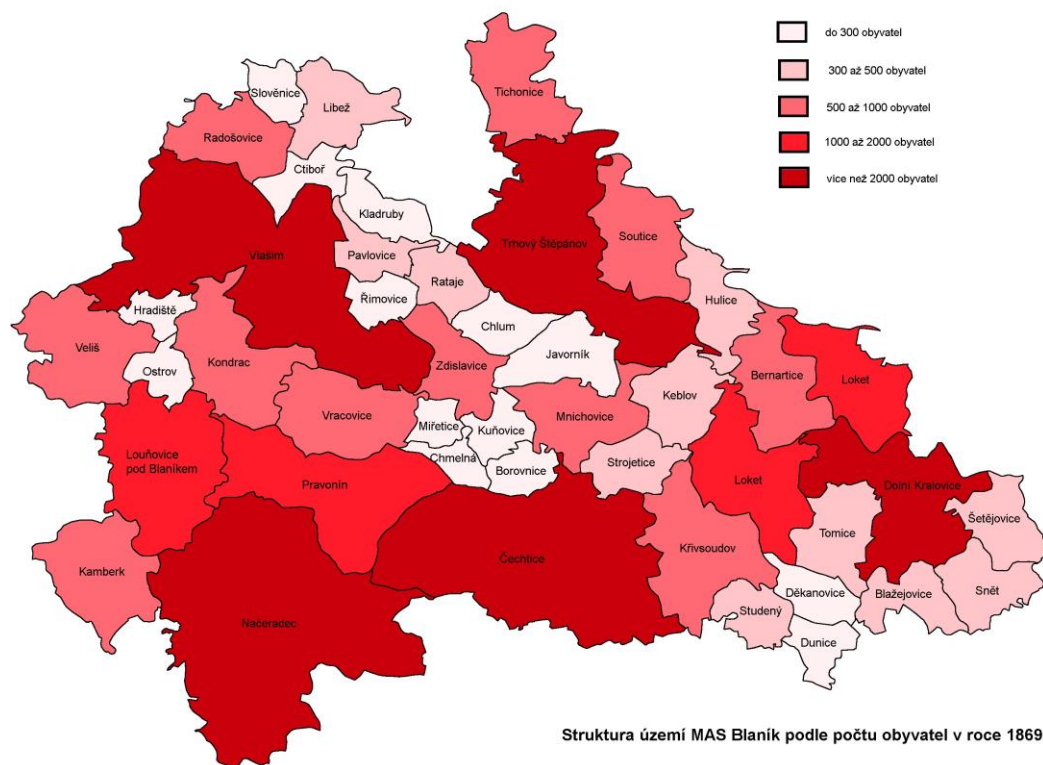 do 300 obyvatel
300 až 500 obyvatel
500 až 1000 obyvatel
1000 až 2000 obyvatel
vice než 2000 obyvatel
Tichonice
Slověnice
Libež
Radošovice
Ctiboř
Kladruby
Trhový Štěpánov
Soutice
Vlašim
Pavlovice
Rataje
Římovice
Hulice
Hradiště
Chlum
Veliš
Ostrov
Kondrac
Zdislavice
Javorník
Keblov
Bernartice
Loket
Vracovice
Miřetice
Kuňovice
Mnichovice
Louňovice
pod Blaníkem
Chmelná
Borovnice
Strojetice
Pravonín
Loket
Dolní Kralovice
Šetějovice
Tomice
Kamberk
Čechtice
Křivsoudov
Děkanovice
Blažejovice
Snět
Načeradec
Studený
Dunice
Struktura území MAS Blaník podle počtu obyvatel v roce 1869